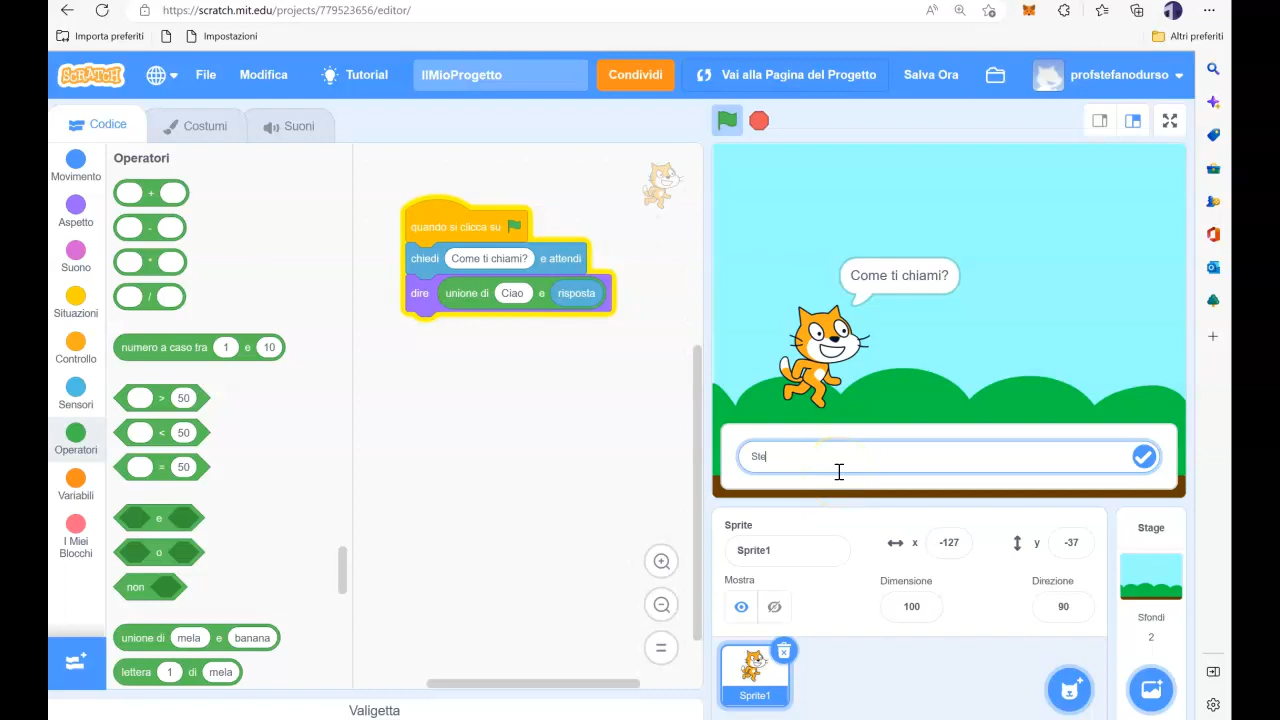 https://scratch.mit.edu/projects/779523656/editor/
Importa preferiti
Impostazioni
Altri preferiti
SCRATCH
File
Modifica
Tutorial
IlMioProgetto
Condividi
Vai alla Pagina del Progetto
Salva Ora
profstefanodurso
Codice
Costumi
Suoni
Movimento
Aspetto
Suono
Situazioni
Controllo
Sensori
Operatori
Variabili
I Miei
Blocchi
Operatori
+
-
*
/
numero a caso tra 1 e 10
> 50
< 50
= 50
e
o
non
unione di mela e banana
lettera 1 di mela
quando si clicca su
chiedi Come ti chiami? e attendi
dire unione di Ciao e risposta
Valigetta
Come ti chiami?
Ste
Sprite
Sprite1
x -127
y -37
Mostra
Dimensione
100
Direzione
90
Sprite1
Stage
Sfondi
2